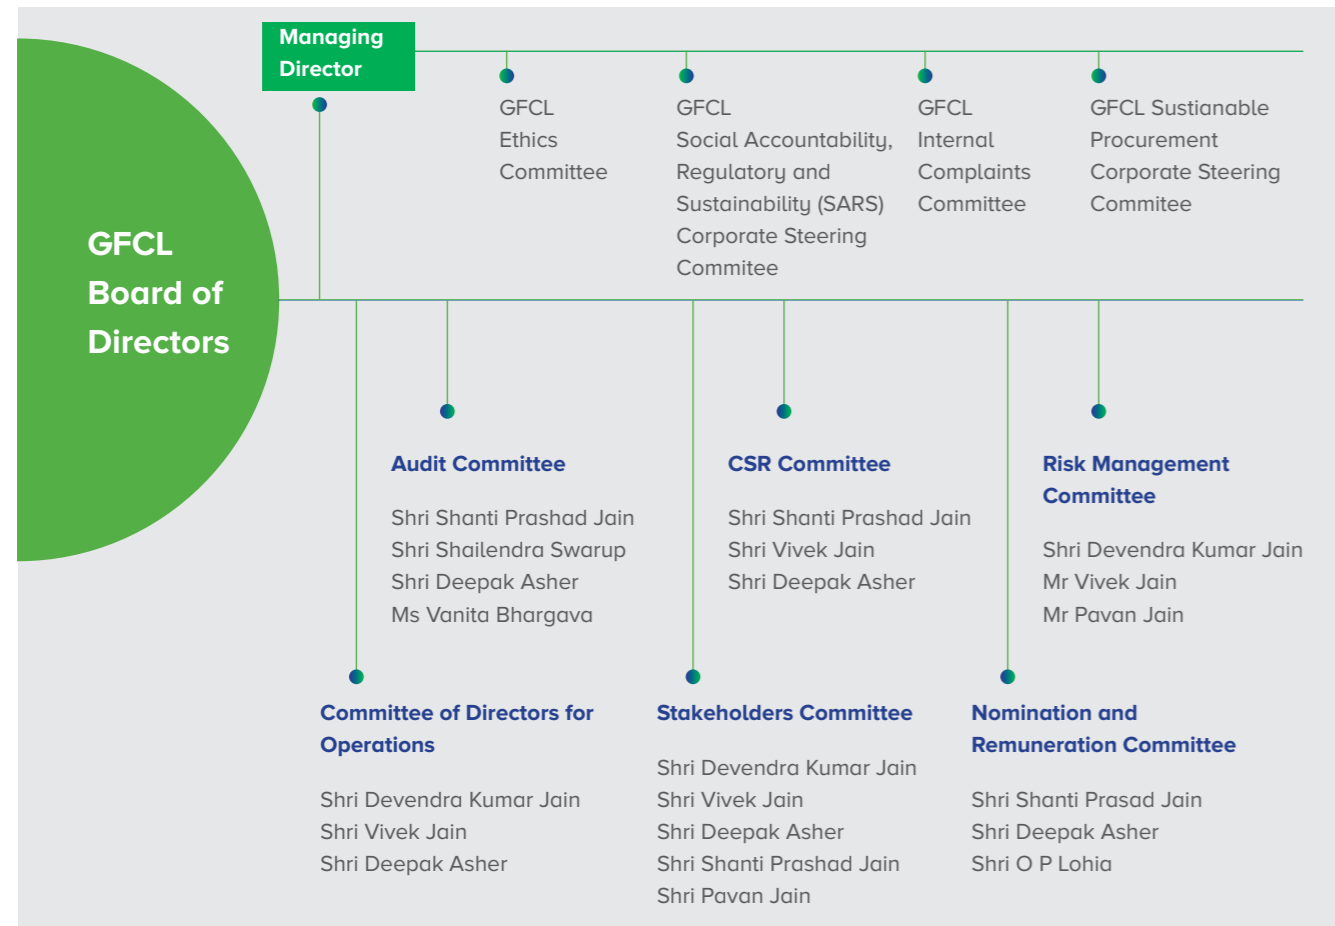 Managing
Director
GFCL
Ethics
Committee
GFCL
Social Accountability,
Regulatory and
Sustainability (SARS)
Corporate Steering
Commitee
GFCL
Internal
Complaints
Committee
GFCL Sustianable
Procurement
Corporate Steering
Commitee
GFCL
Board of
Directors
Audit Committee
Shri Shanti Prashad Jain
Shri Shailendra Swarup
Shri Deepak Asher
Ms Vanita Bhargava
CSR Committee
Shri Shanti Prashad Jain
Shri Vivek Jain
Shri Deepak Asher
Risk Management
Committee
Shri Devendra Kumar Jain
Mr Vivek Jain
Mr Pavan Jain
Committee of Directors for
Operations
Shri Devendra Kumar Jain
Shri Vivek Jain
Shri Deepak Asher
Stakeholders Committee
Shri Devendra Kumar Jain
Shri Vivek Jain
Shri Deepak Asher
Shri Shanti Prashad Jain
Shri Pavan Jain
Nomination and
Remuneration Committee
Shri Shanti Prasad Jain
Shri Deepak Asher
Shri O P Lohia